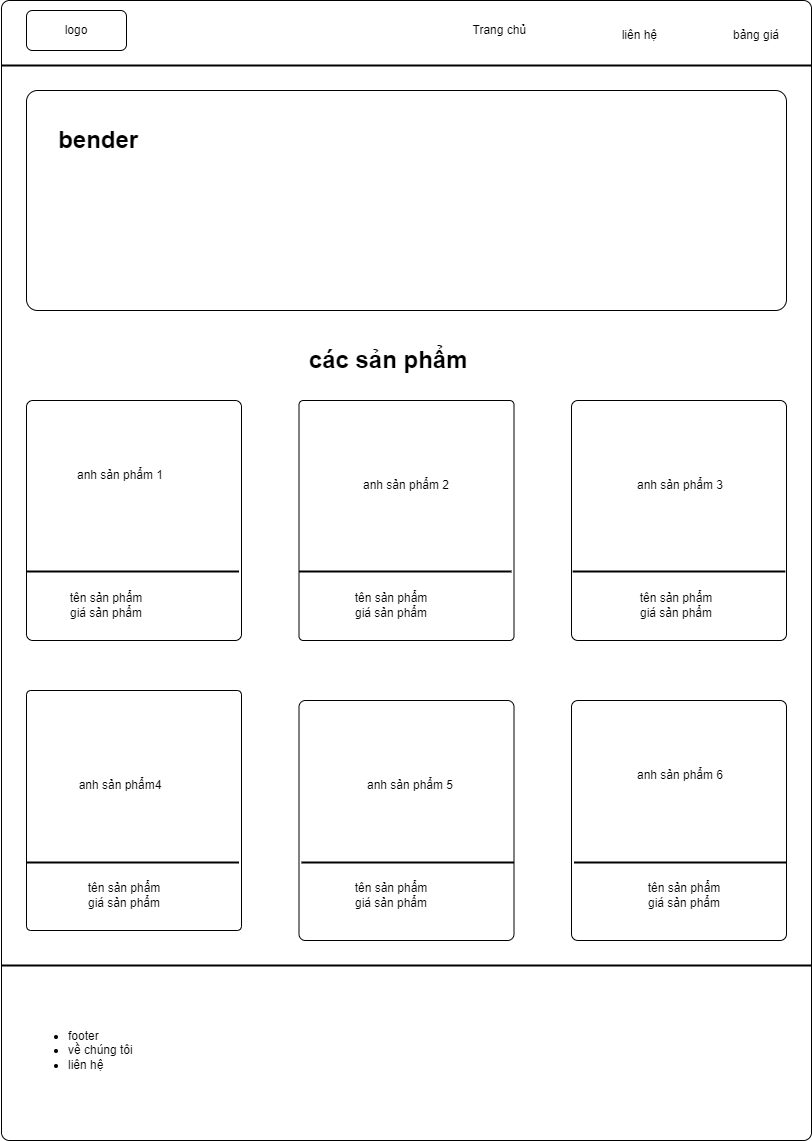 logo
Trang chủ
liên hệ
bảng giá
bender
các sản phẩm
anh sản phẩm 1
anh sản phẩm 2
anh sản phẩm 3
tên sản phẩm
giá sản phẩm
tên sản phẩm
giá sản phẩm
tên sản phẩm
giá sản phẩm
anh sản phẩm4
anh sản phẩm 5
anh sản phẩm 6
tên sản phẩm
giá sản phẩm
tên sản phẩm
giá sản phẩm
tên sản phẩm
giá sản phẩm
footer
về chúng tôi
liên hệ